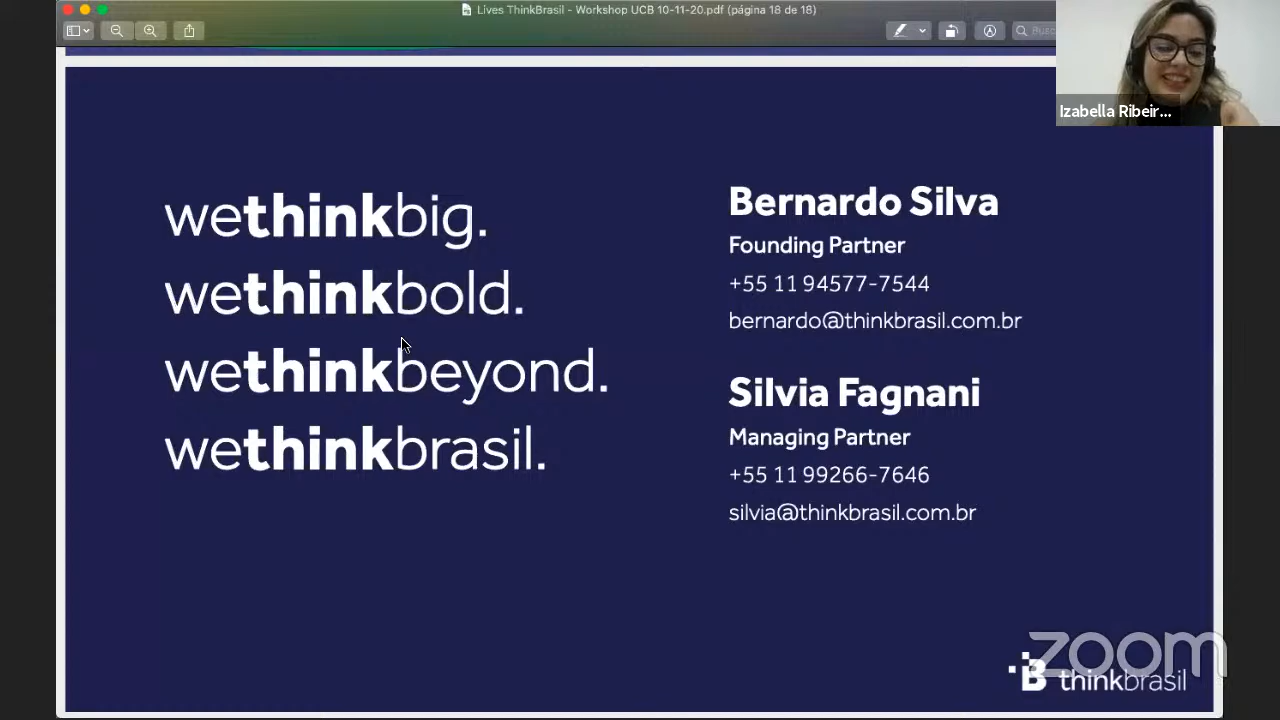 Lives ThinkBrasil - Workshop UCB 10-11-20.pdf (página 18 de 18)
Busc
Izabella Ribeir...
wethinkbig.
wethinkbold.
wethinkbeyond.
wethinkbrasil.
Bernardo Silva
Founding Partner
+55 11 94577-7544
bernardo@thinkbrasil.com.br
Silvia Fagnani
Managing Partner
+55 11 99266-7646
silvia@thinkbrasil.com.br
zoom
B thinkbrasil